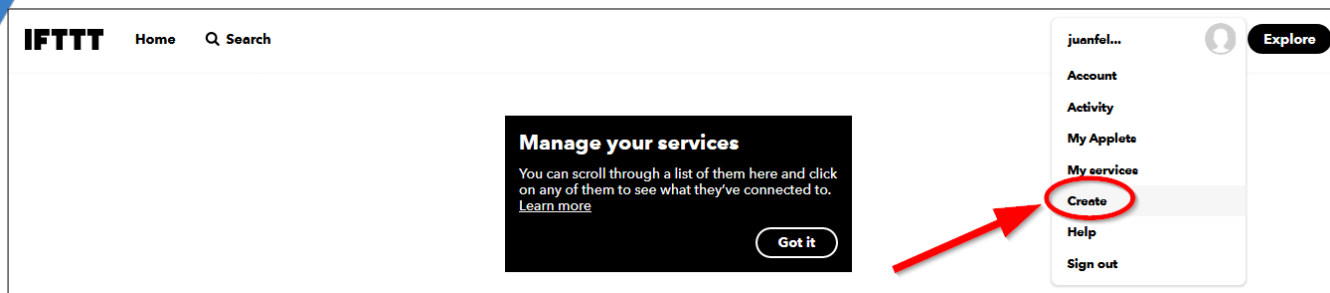 IFTTT Home Search juanfel... Explore
Account
Activity
My Applets
My services
Create
Help
Sign out
Manage your services
You can scroll through a list of them here and click
on any of them to see what they've connected to.
Learn more
Got it